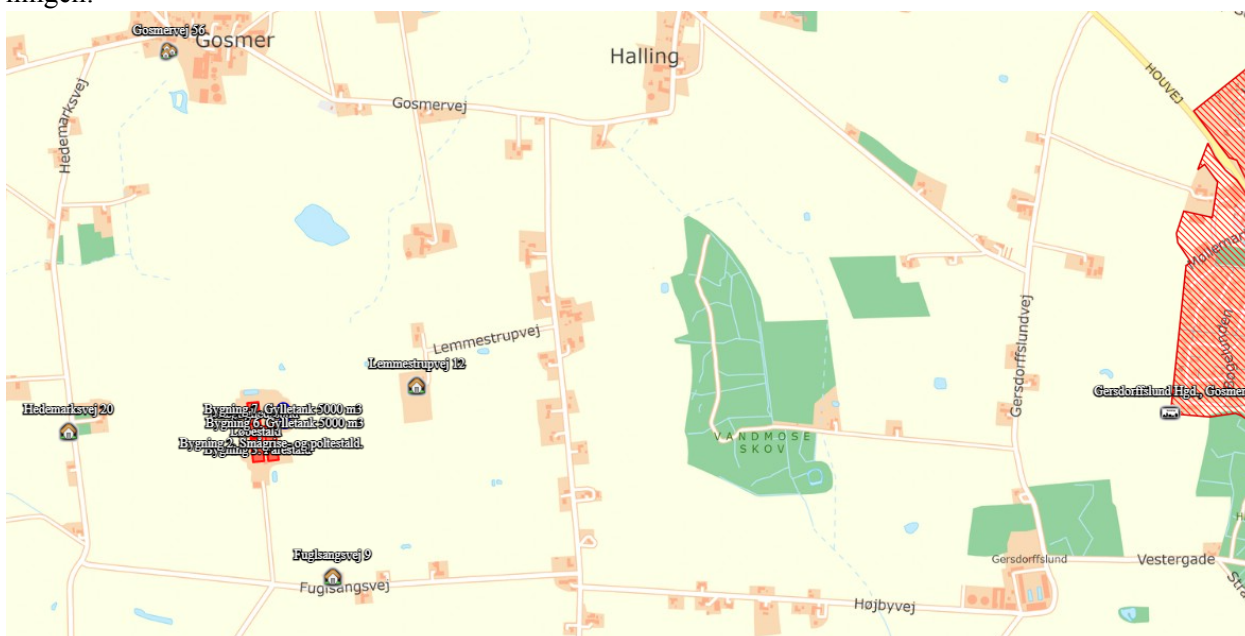 ningen.
Gosmervej 56
Gosmer
Halling
HOUVEJ
Hedemarksvej
Gosmervej
Lemmestrupvej
Lemmestrupvej 12
Gersdorffslundvej
Bøgelunden
Gersdorffslund Hgd., Gosmer
Hedemarksvej 20
Bygning 7. Gylletank 5000 m3
Bygning 6. Gylletank 5000 m3
Løbestald
Bygning 2. Smågrise- og poltestald.
VANDMOSE
SKOV
Fuglsangsvej 9
Fuglsangsvej
Gersdorffslund
Vestergade
Højbyvej